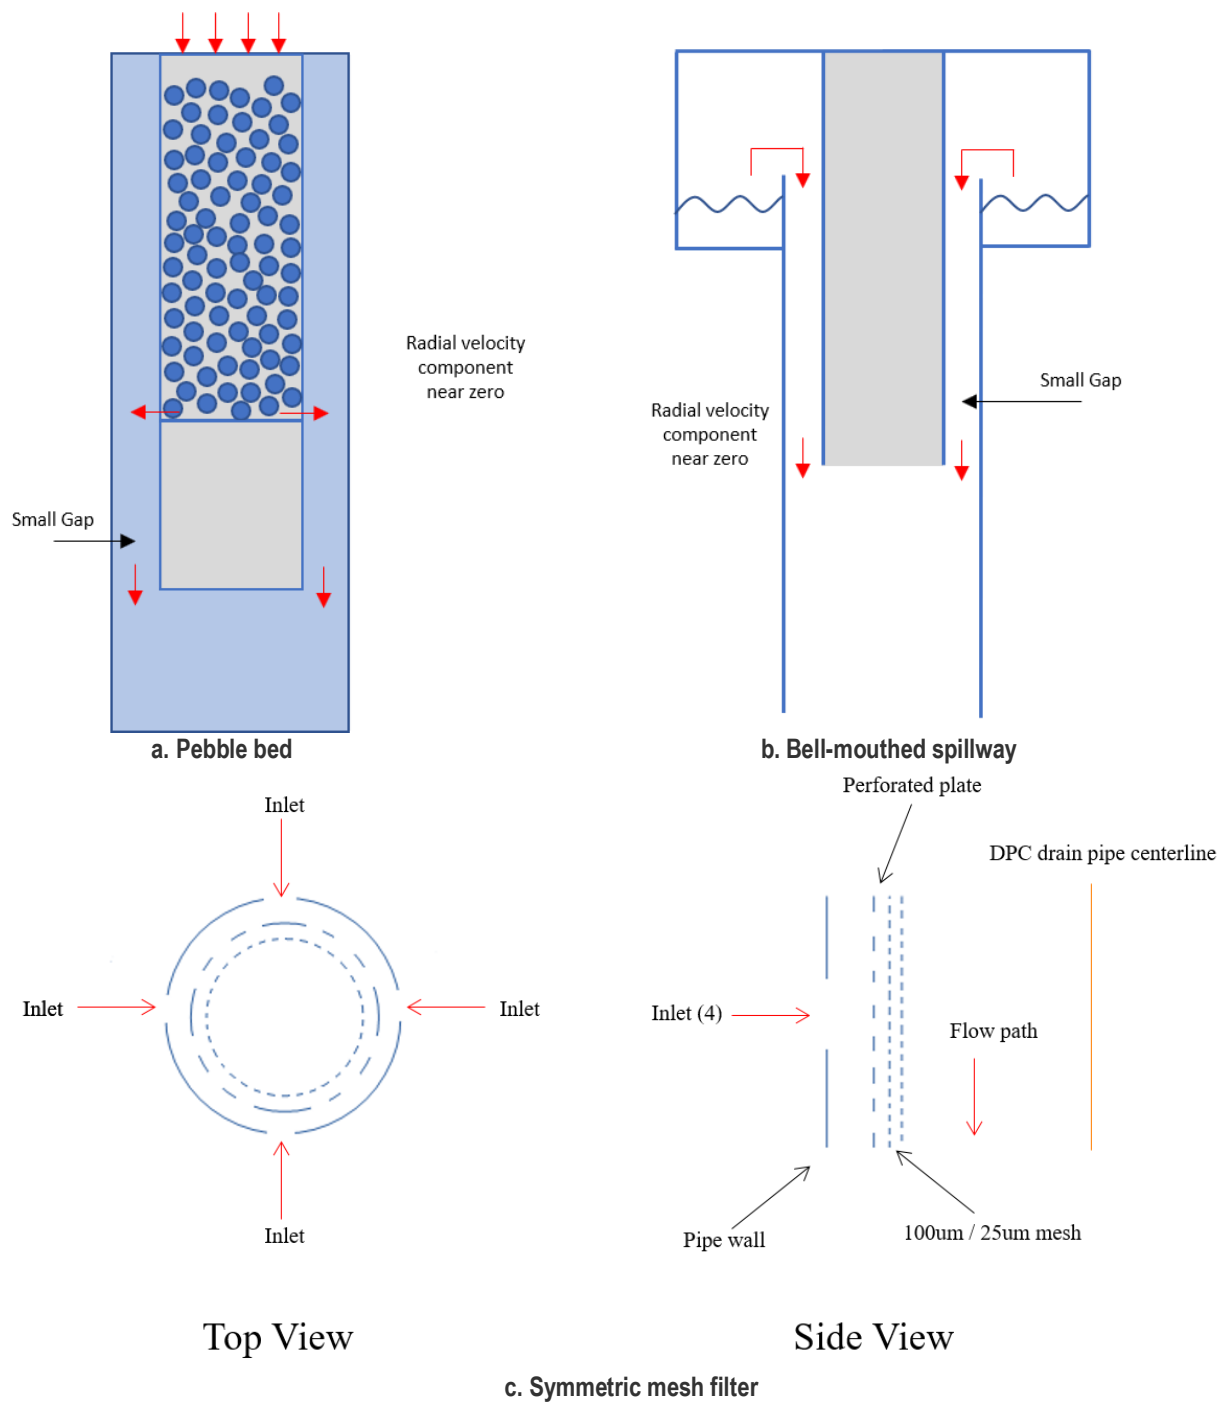 Radial velocity
component
near zero
Small Gap
a. Pebble bed
Small Gap
Radial velocity
component
near zero
b. Bell-mouthed spillway
Inlet
Inlet
Inlet
Inlet
Top View
Perforated plate
DPC drain pipe centerline
Inlet (4)
Flow path
Pipe wall
100um / 25um mesh
Side View
c. Symmetric mesh filter